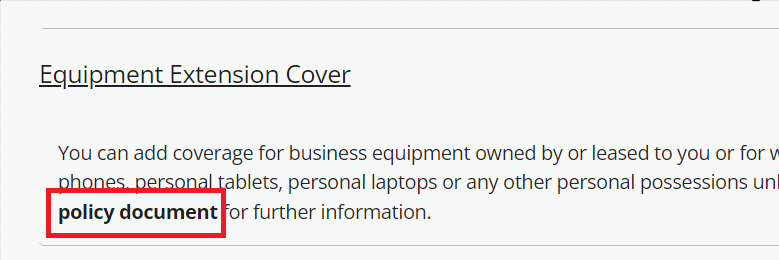 Equipment Extension Cover
You can add coverage for business equipment owned by or leased to you or for
phones, personal tablets, personal laptops or any other personal possessions
policy document for further information.